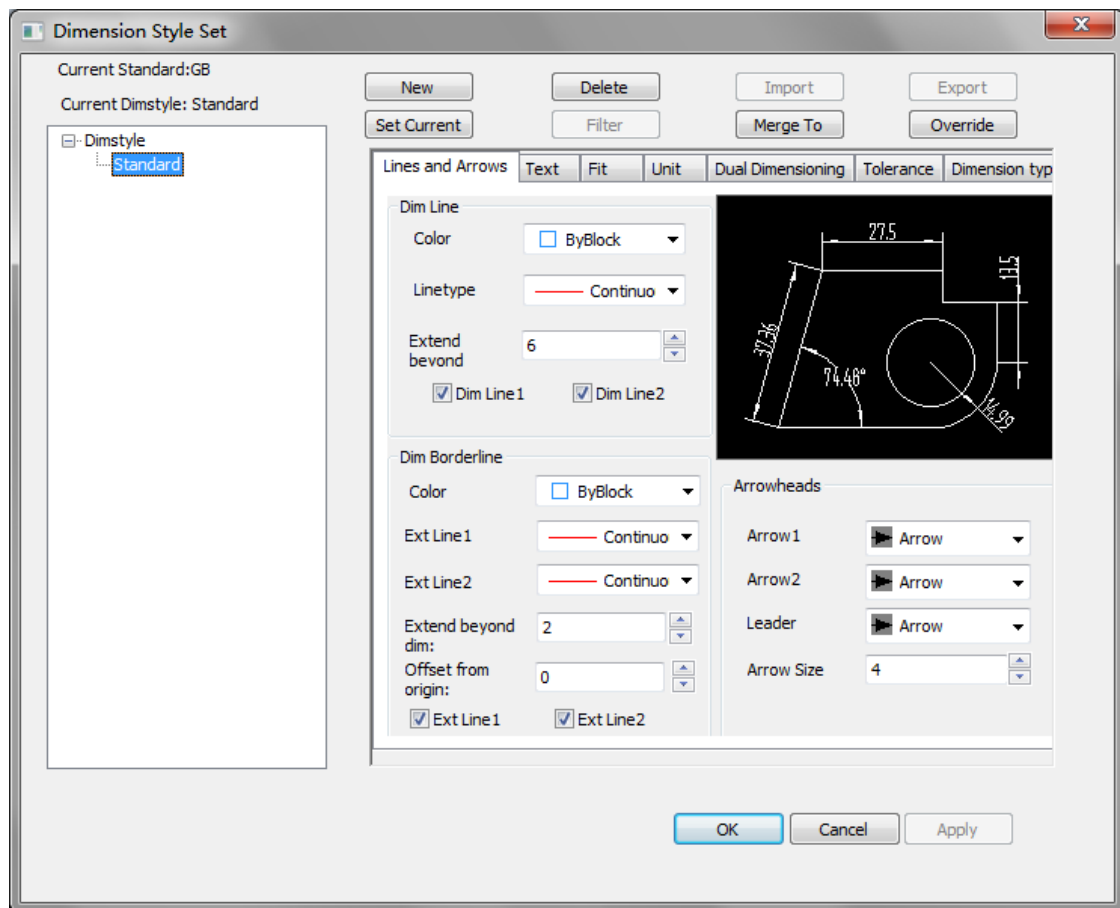 Dimension Style Set
Current Standard:GB
Current Dimstyle: Standard
New
Delete
Import
Export
Set Current
Filter
Merge To
Override
Dimstyle
Standard
Lines and Arrows
Text
Fit
Unit
Dual Dimensioning
Tolerance
Dimension typ
Dim Line
Color
ByBlock
Linetype
Continuo
Extend
bevond
6
Dim Line1
Dim Line2
27.5
13.5
37.36
74.46°
14.99
Dim Borderline
Color
ByBlock
Ext Line1
Continuo
Ext Line2
Continuo
Extend beyond
dim:
2
Offset from
origin:
0
Ext Line1
Ext Line2
Arrowheads
Arrow1
Arrow
Arrow2
Arrow
Leader
Arrow
Arrow Size
4
OK
Cancel
Apply